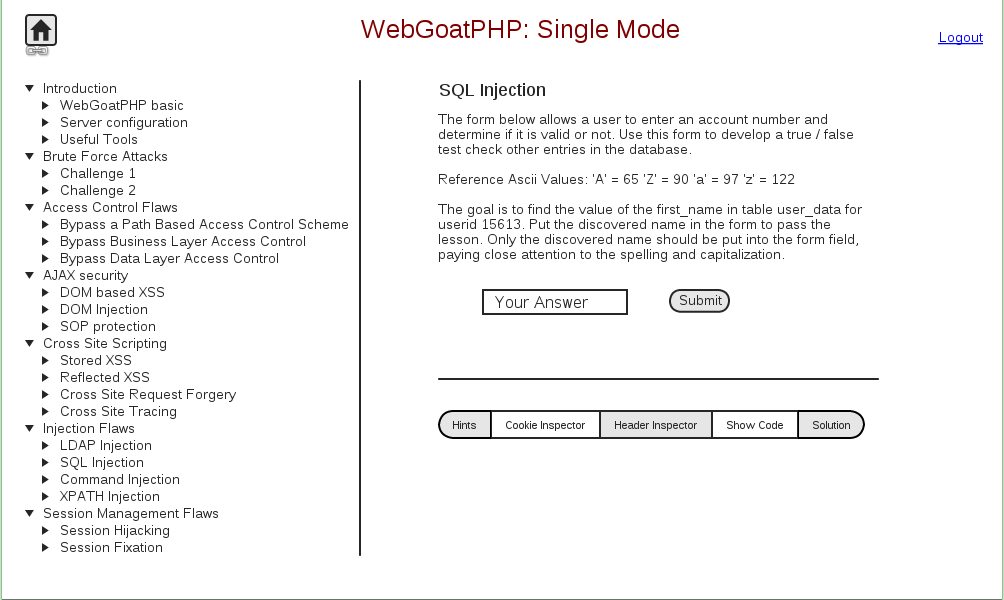 WebGoatPHP: Single Mode
Logout
Introduction
WebGoatPHP basic
Server configuration
Useful Tools
Brute Force Attacks
Challenge 1
Challenge 2
Access Control Flaws
Bypass a Path Based Access Control Scheme
Bypass Business Layer Access Control
Bypass Data Layer Access Control
AJAX security
DOM based XSS
DOM Injection
SOP protection
Cross Site Scripting
Stored XSS
Reflected XSS
Cross Site Request Forgery
Cross Site Tracing
Injection Flaws
LDAP Injection
SQL Injection
Command Injection
XPATH Injection
Session Management Flaws
Session Hijacking
Session Fixation
SQL Injection
The form below allows a user to enter an account number and
determine if it is valid or not. Use this form to develop a true / false
test check other entries in the database.
Reference Ascii Values: 'A' = 65 'Z' = 90 'a' = 97 'z' = 122
The goal is to find the value of the first_name in table user_data for
userid 15613. Put the discovered name in the form to pass the
lesson. Only the discovered name should be put into the form field,
paying close attention to the spelling and capitalization.
Your Answer
Submit
Hints
Cookie Inspector
Header Inspector
Show Code
Solution